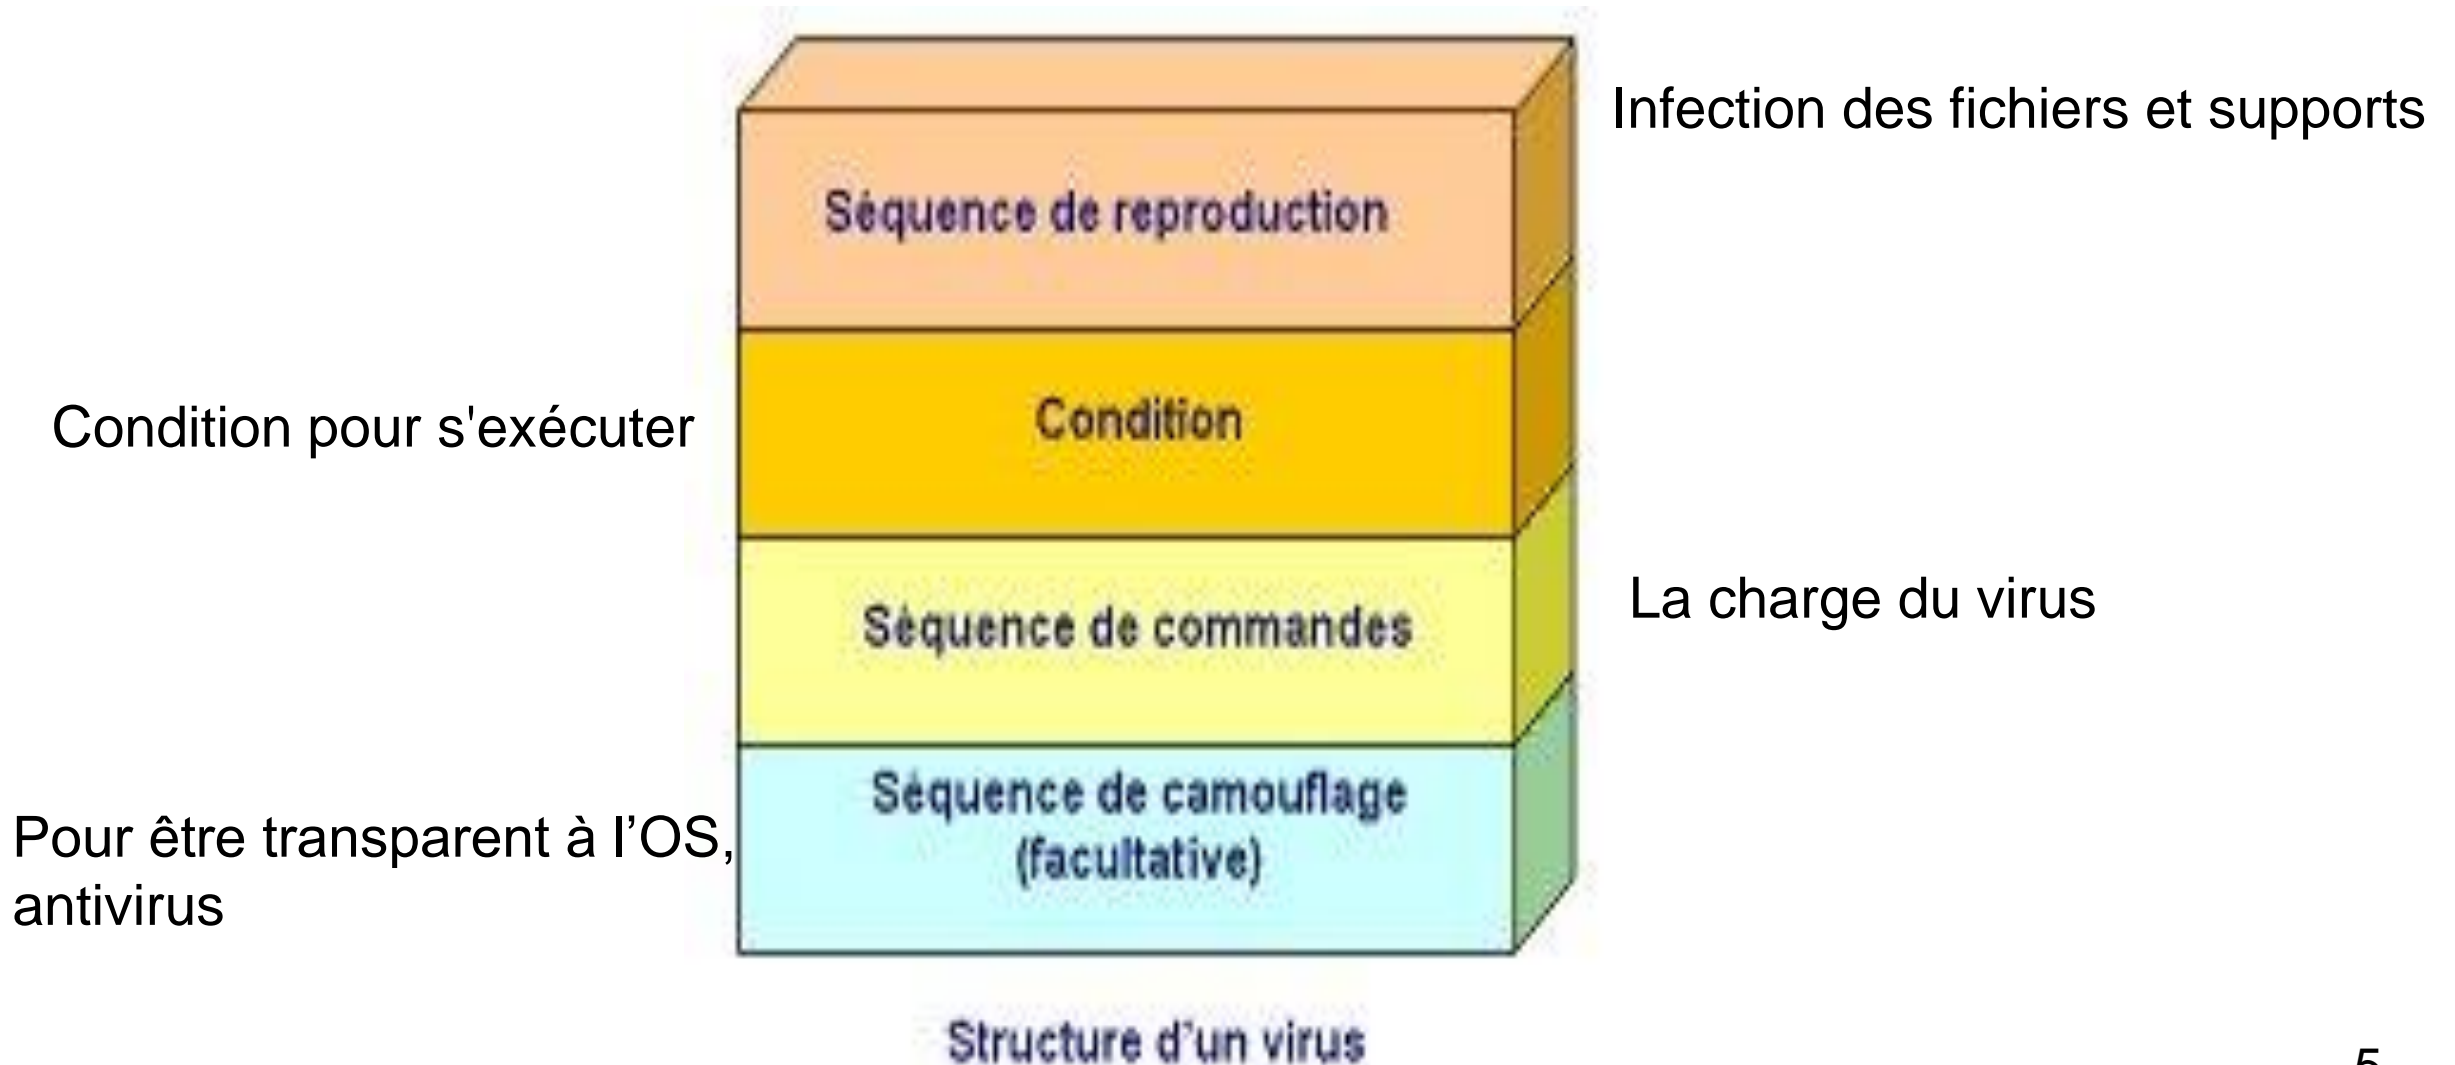 Infection des fichiers et supports
Séquence de reproduction
Condition pour s'exécuter
Condition
La charge du virus
Séquence de commandes
Séquence de camouflage
(facultative)
Pour être transparent à l’OS,
antivirus
Structure d'un virus
5